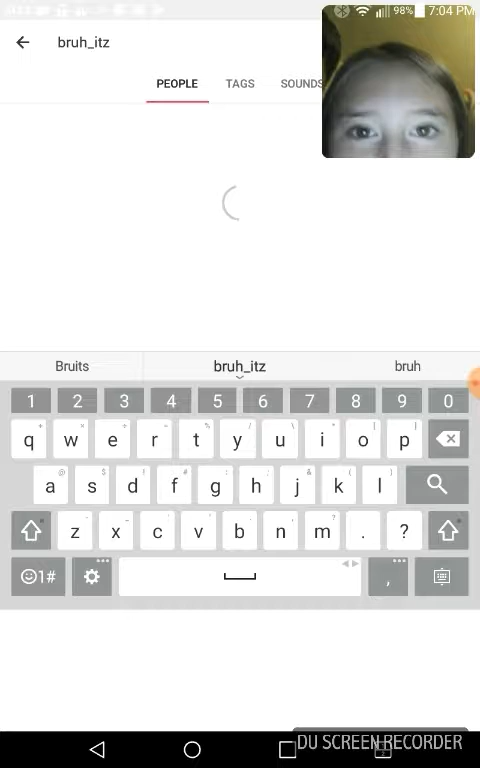 98% 7:04 PM
bruh_itz
PEOPLE TAGS SOUNDS
Bruits bruh_itz bruh
1 2 3 4 5 6 7 8 9 0
q w e r t y u i o p
a s d f g h j k l
z x c v b n m . ?
1# ,
DU SCREEN RECORDER